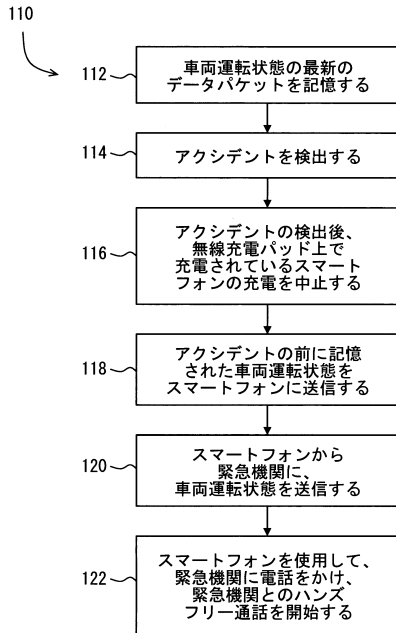 110
112
車両運転状態の最新の
データパケットを記憶する
114
アクシデントを検出する
116
アクシデントの検出後、
無線充電パッド上で
充電されているスマート
フォンの充電を中止する
118
アクシデントの前に記憶
された車両運転状態を
スマートフォンに送信する
120
スマートフォンから
緊急機関に、
車両運転状態を送信する
122
スマートフォンを使用して、
緊急機関に電話をかけ、
緊急機関とのハンズ
フリー通話を開始する